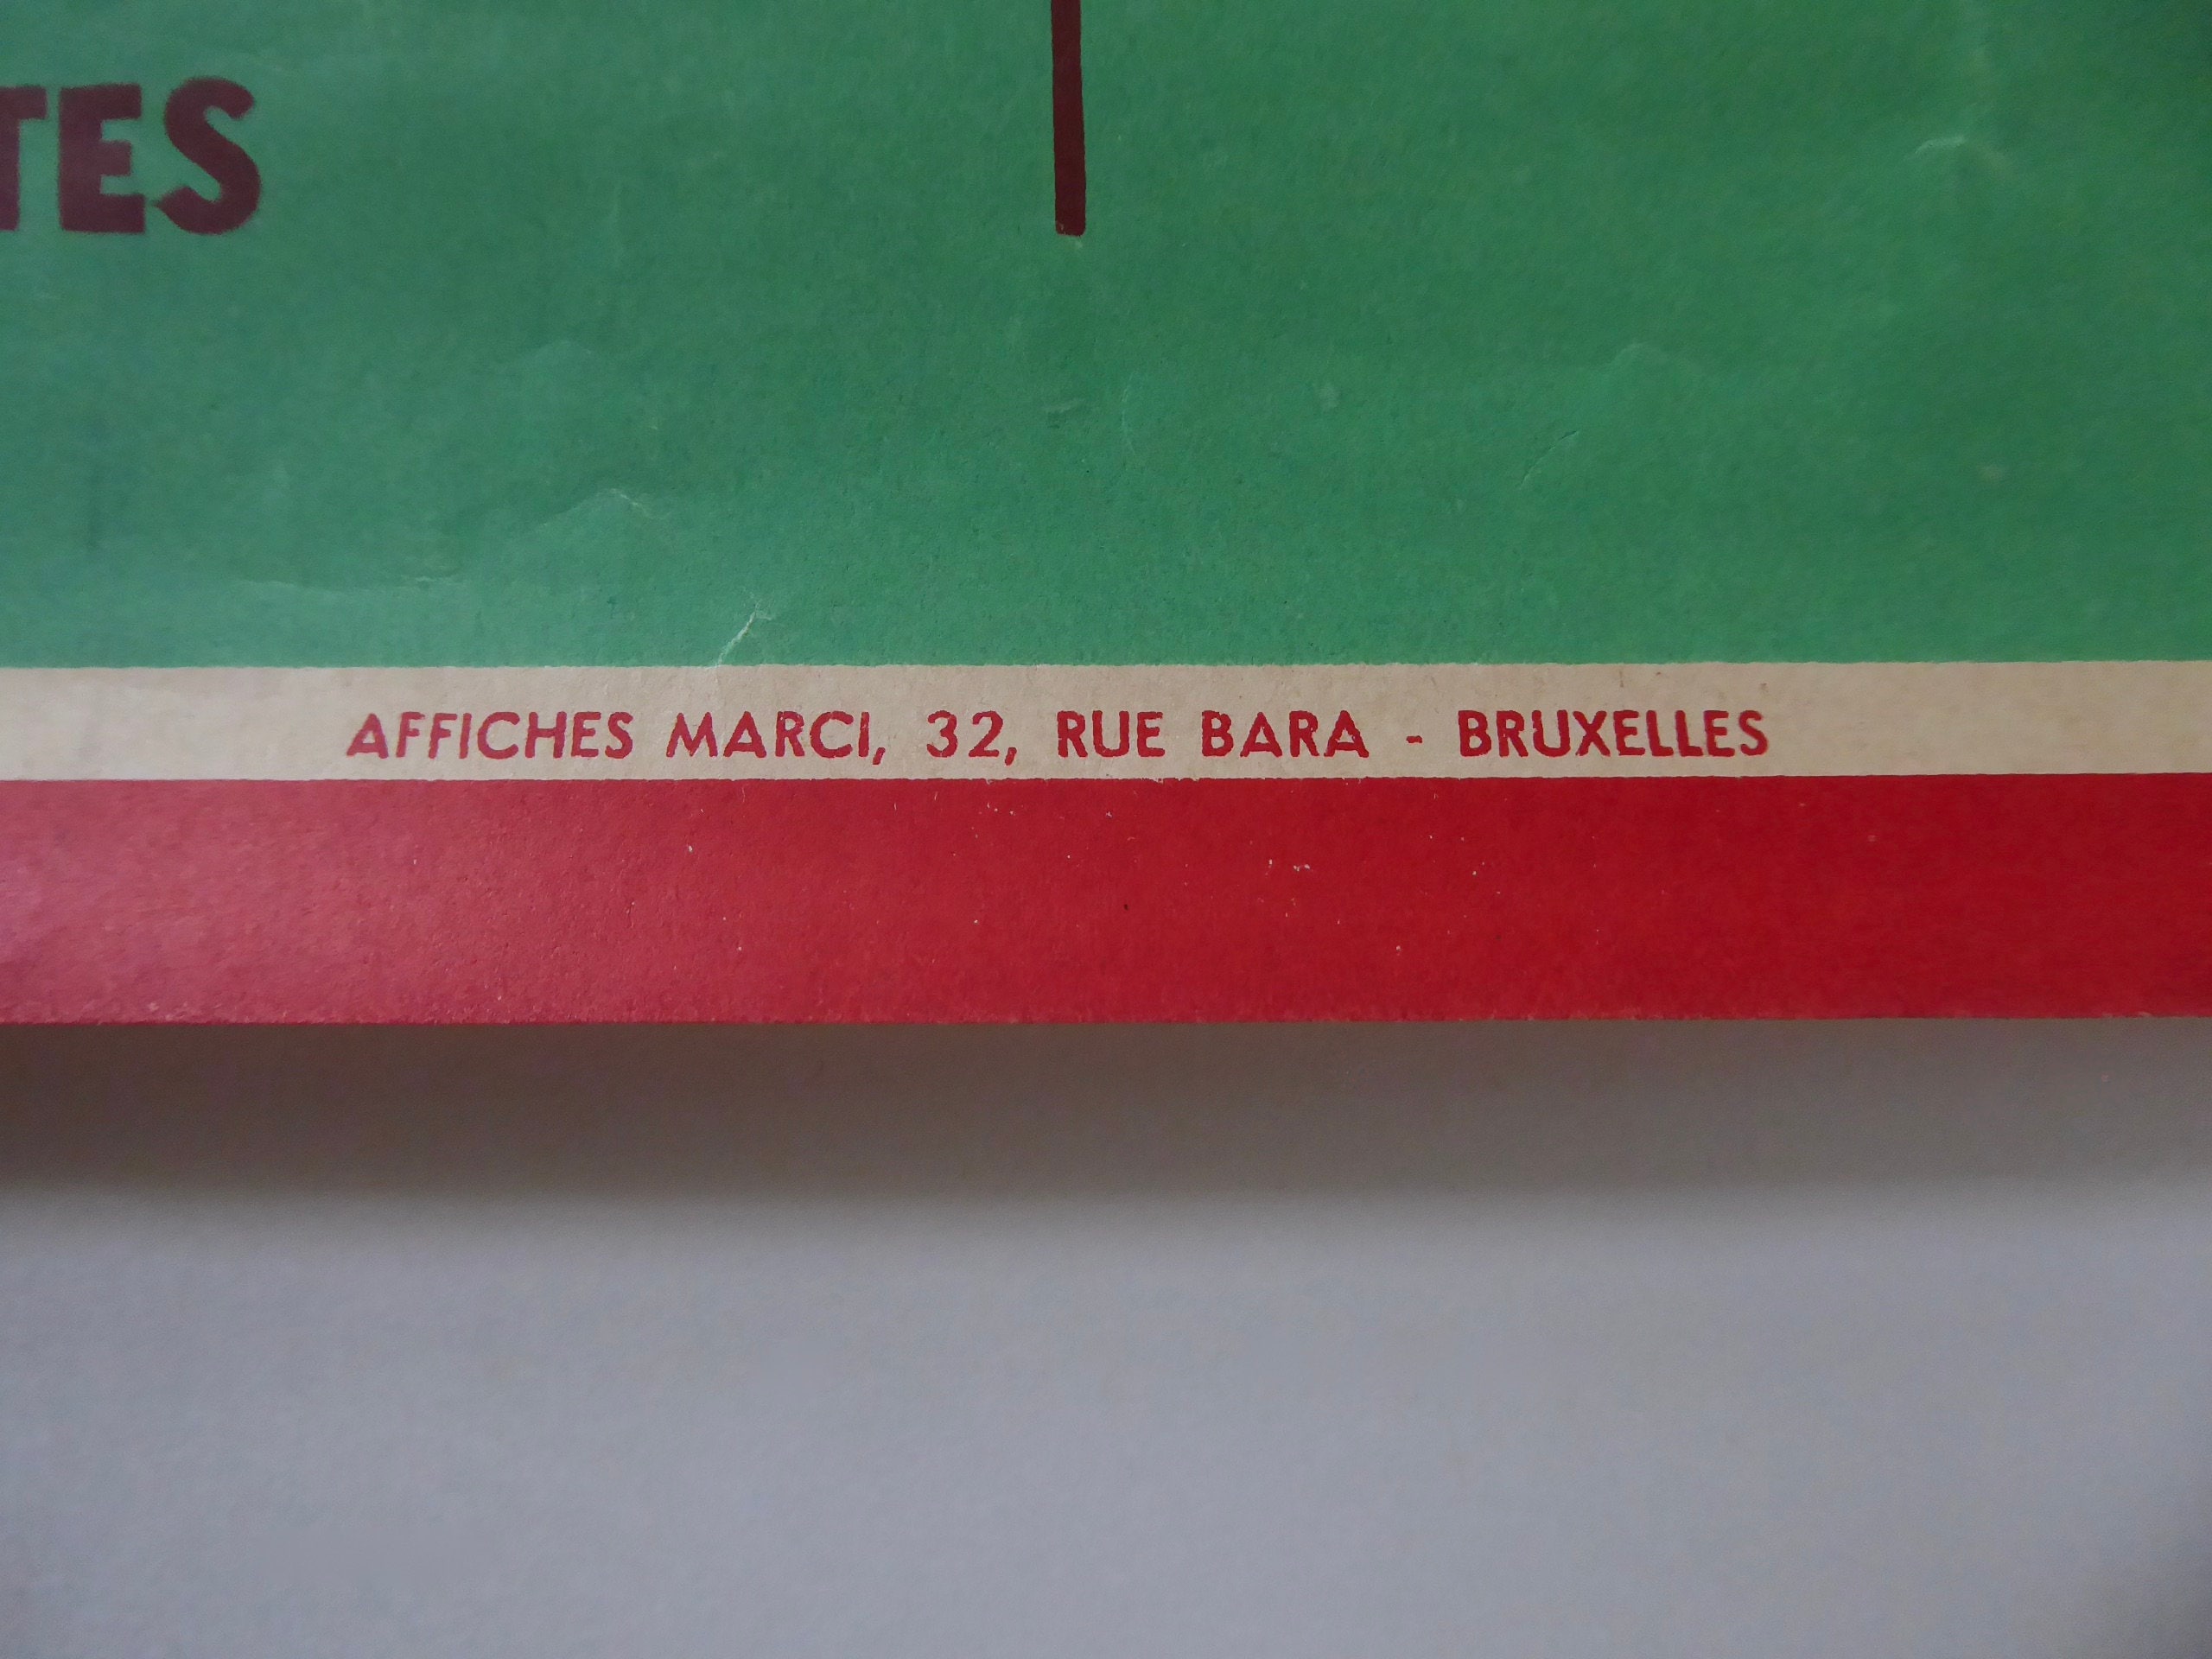 TES
AFFICHES MARCI, 32, RUE BARA - BRUXELLES